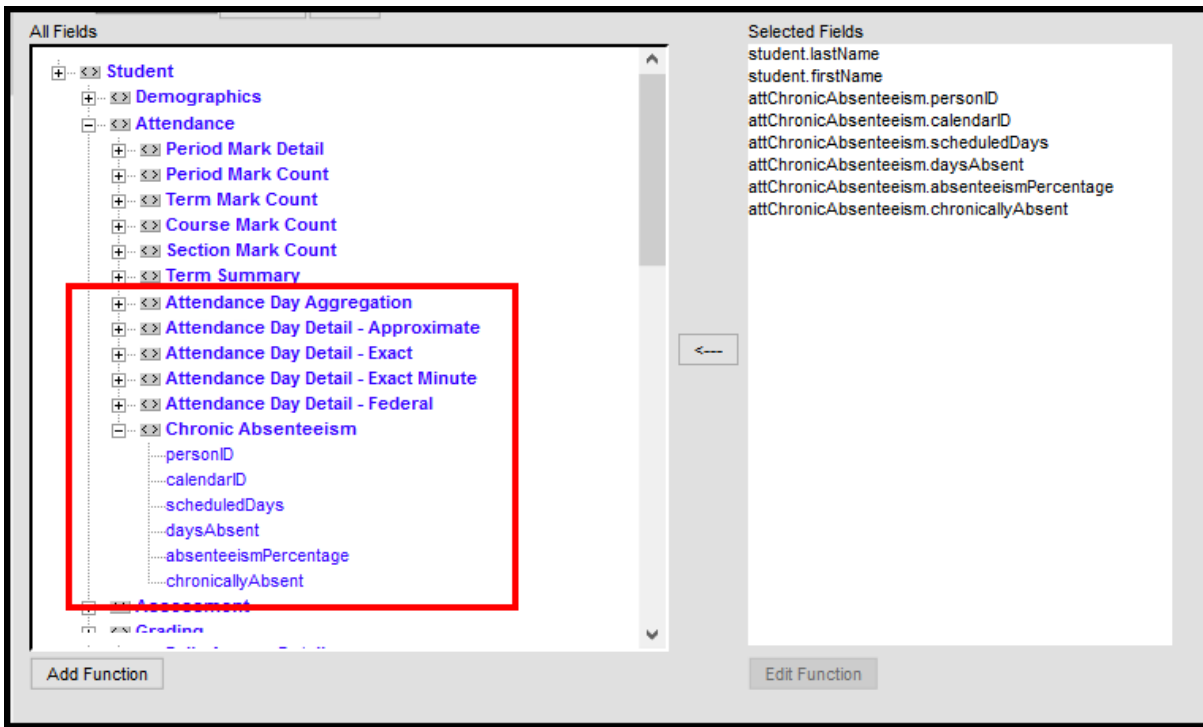 All Fields
Student
Demographics
Attendance
Period Mark Detail
Period Mark Count
Term Mark Count
Course Mark Count
Section Mark Count
Term Summary
Attendance Day Aggregation
Attendance Day Detail - Approximate
Attendance Day Detail - Exact
Attendance Day Detail - Exact Minute
Attendance Day Detail - Federal
Chronic Absenteeism
personID
calendarID
scheduledDays
daysAbsent
absenteeismPercentage
chronicallyAbsent
Assessment
Grading
Add Function
<---
Selected Fields
student.lastName
student.firstName
attChronicAbsenteeism.personID
attChronicAbsenteeism.calendarID
attChronicAbsenteeism.scheduledDays
attChronicAbsenteeism.daysAbsent
attChronicAbsenteeism.absenteeismPercentage
attChronicAbsenteeism.chronicallyAbsent
Edit Function